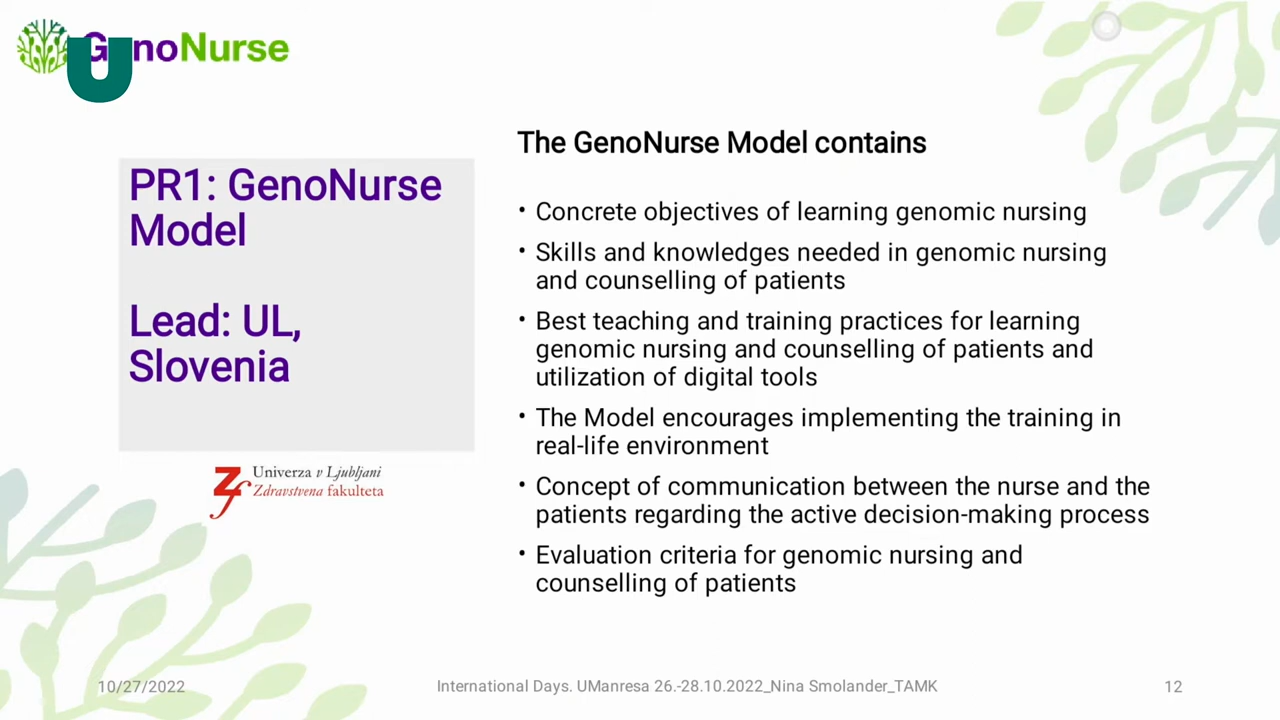 GenoNurse
U
PR1: GenoNurse
Model
Lead: UL,
Slovenia
Univerza v Ljubljani
Zdravstvena fakulteta
The GenoNurse Model contains
• Concrete objectives of learning genomic nursing
• Skills and knowledges needed in genomic nursing
and counselling of patients
• Best teaching and training practices for learning
genomic nursing and counselling of patients and
utilization of digital tools
• The Model encourages implementing the training in
real-life environment
• Concept of communication between the nurse and the
patients regarding the active decision-making process
• Evaluation criteria for genomic nursing and
counselling of patients
10/27/2022
International Days. UManresa 26.-28.10.2022_Nina Smolander_TAMK
12